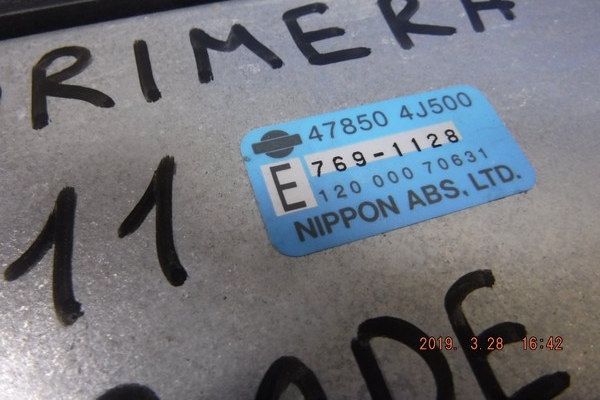 PRIMERA
11
47850 4J500
E 769-1128
120 000 70631
NIPPON ABS, LTD.
2019. 3.28 16:42